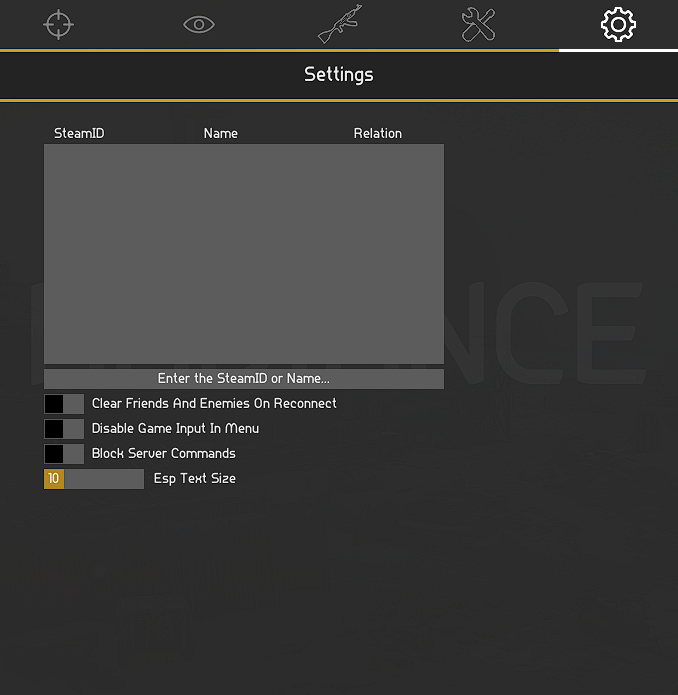 Settings
SteamID Name Relation
Enter the SteamID or Name...
Clear Friends And Enemies On Reconnect
Disable Game Input In Menu
Block Server Commands
10 Esp Text Size